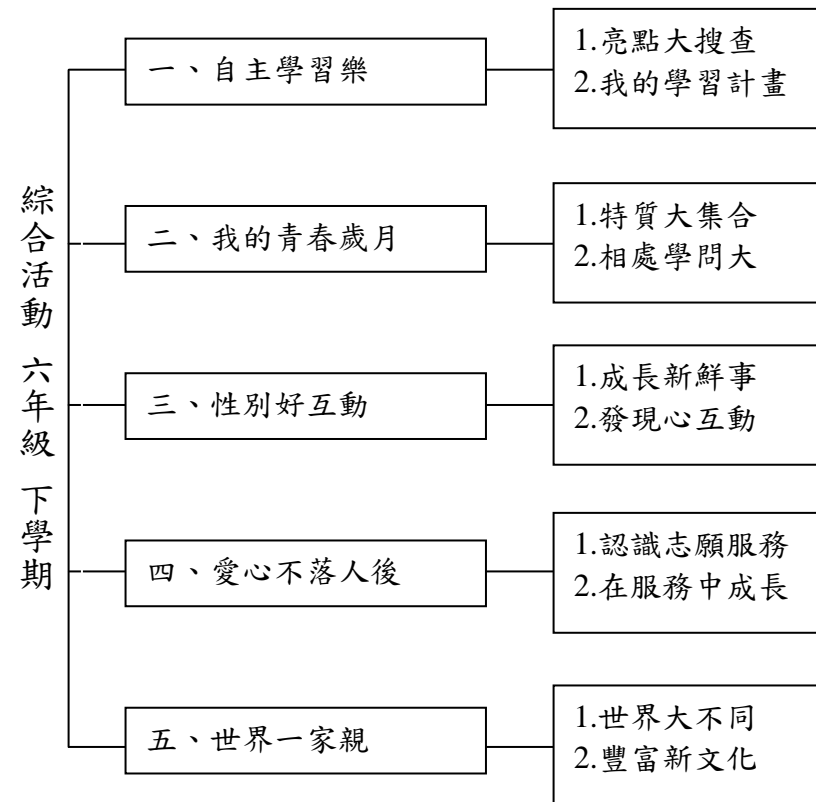 綜合活動 六年級 下學期
一、自主學習樂
1.亮點大搜查
2.我的學習計畫
二、我的青春歲月
1.特質大集合
2.相處學問大
三、性別好互動
1.成長新鮮事
2.發現心互動
四、愛心不落人後
1.認識志願服務
2.在服務中成長
五、世界一家親
1.世界大不同
2.豐富新文化